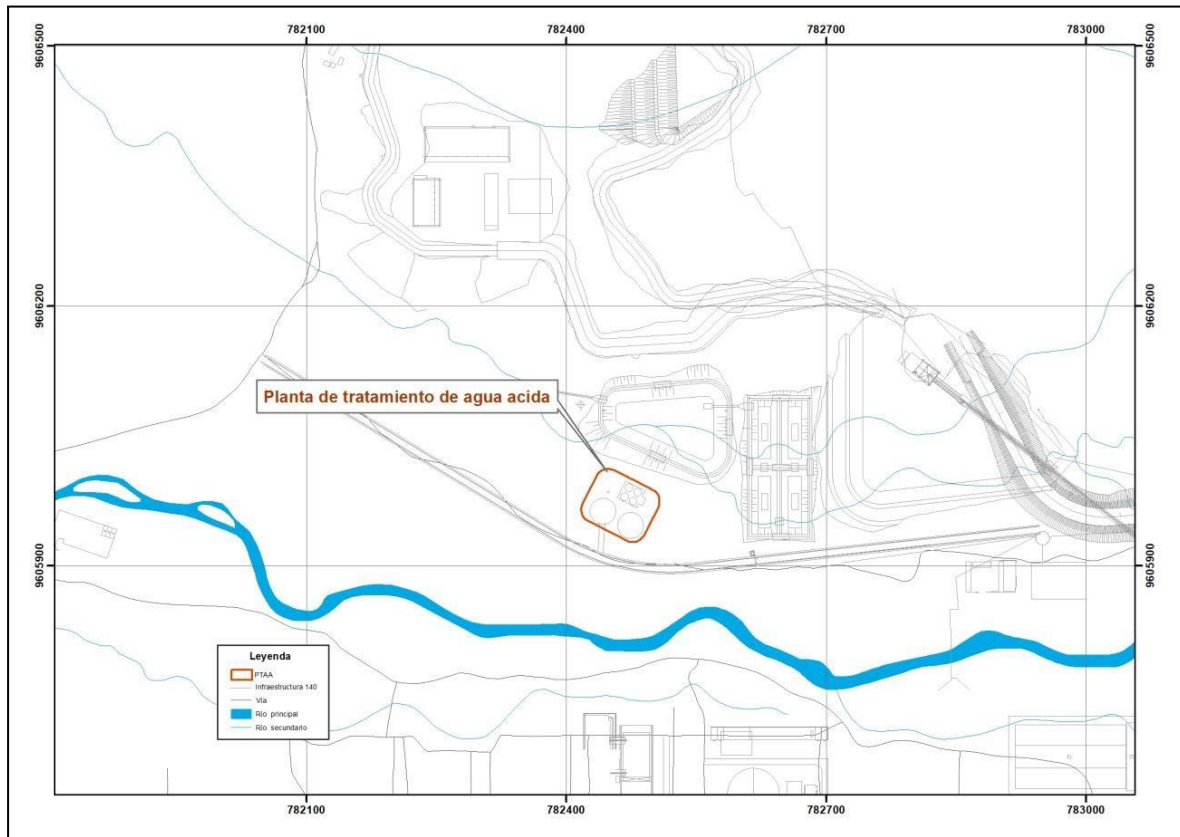 782100
782400
782700
783000
9606500
9606500
9606200
9606200
Planta de tratamiento de agua acida
9605900
9605900
Leyenda
PTAA
Infraestructura 140
Vía
Río principal
Río secundario
782100
782400
782700
783000